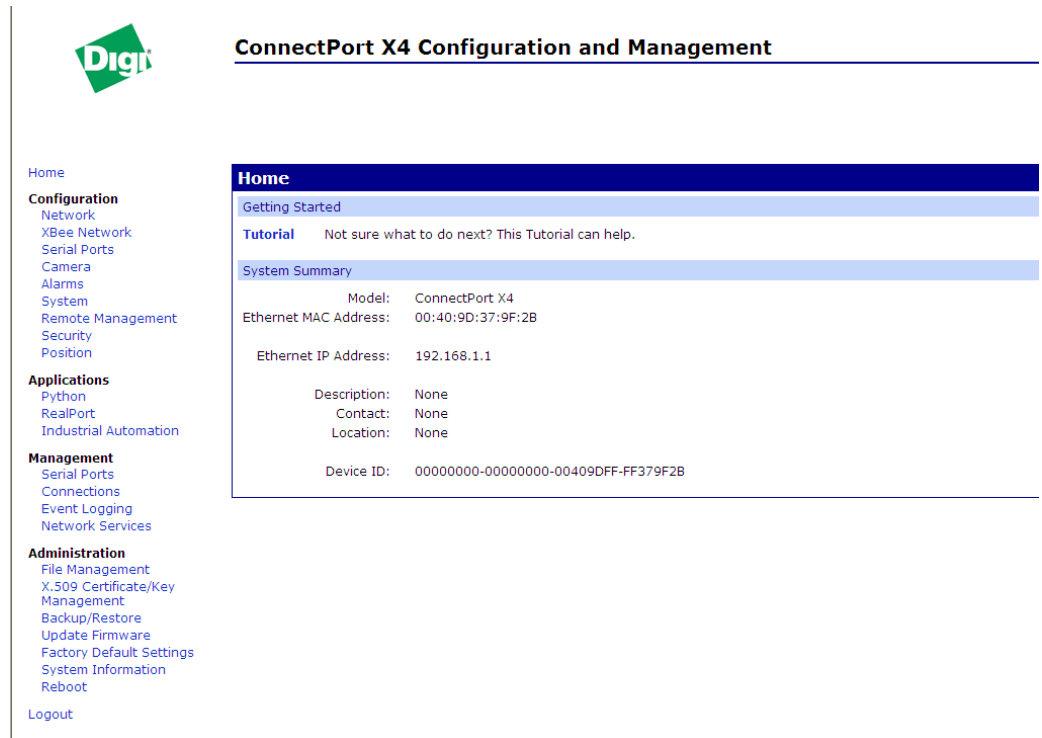 Digi
ConnectPort X4 Configuration and Management
Home
Configuration
Network
XBee Network
Serial Ports
Camera
Alarms
System
Remote Management
Security
Position
Applications
Python
RealPort
Industrial Automation
Management
Serial Ports
Connections
Event Logging
Network Services
Administration
File Management
X.509 Certificate/Key
Management
Backup/Restore
Update Firmware
Factory Default Settings
System Information
Reboot
Logout
Home
Getting Started
Tutorial Not sure what to do next? This Tutorial can help.
System Summary
Model: ConnectPort X4
Ethernet MAC Address: 00:40:9D:37:9F:2B
Ethernet IP Address: 192.168.1.1
Description: None
Contact: None
Location: None
Device ID: 00000000-00000000-00409DFF-FF379F2B